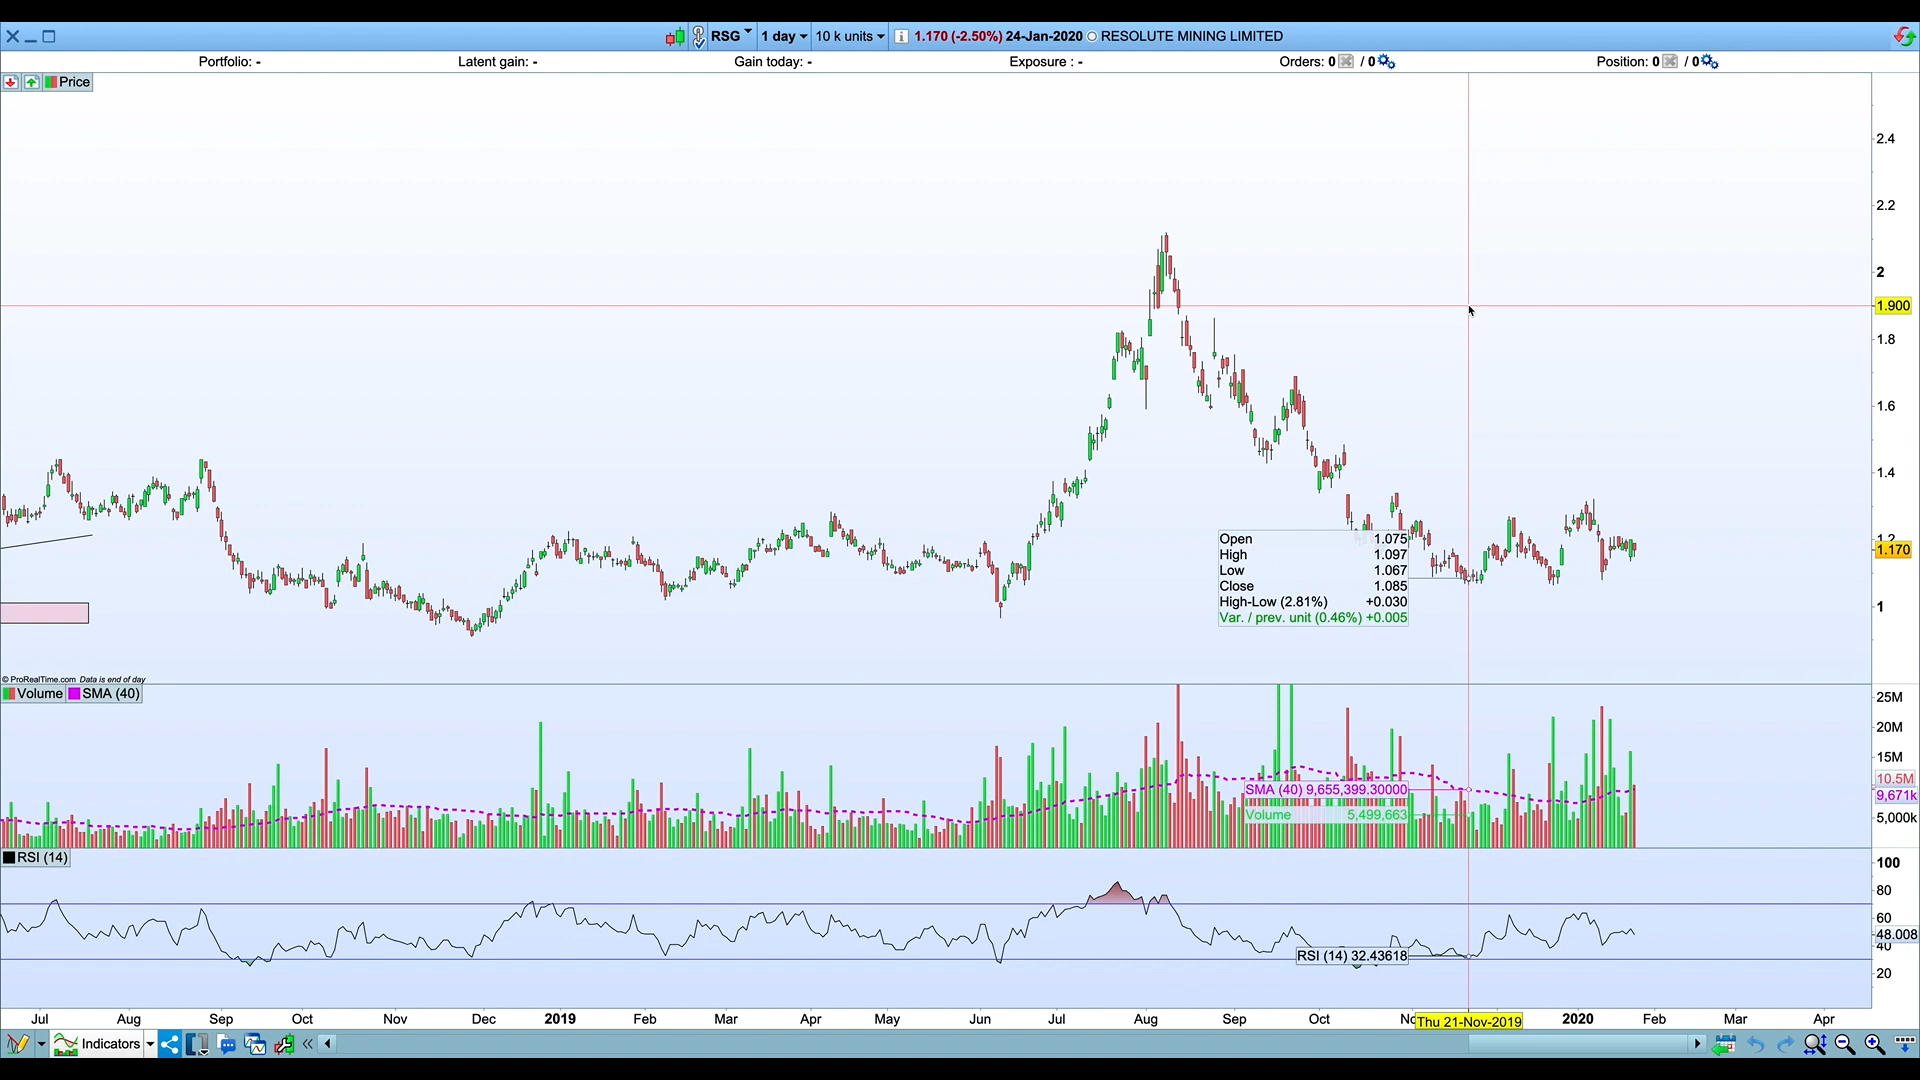 RSG 1 day 10 k units 1.170 (-2.50%) 24-Jan-2020 RESOLUTE MINING LIMITED
Portfolio: - Latent gain: - Gain today: - Exposure : - Orders: 0 / 0 Position: 0 / 0
Price
2.4
2.2
2
1.900
1.8
1.6
1.4
1.2
1.170
1
Open 1.075
High 1.097
Low 1.067
Close 1.085
High-Low (2.81%) +0.030
Var. / prev. unit (0.46%) +0.005
© ProRealTime.com Data is end of day
Volume SMA (40)
25M
20M
15M
10.5M
9,671k
5,000k
SMA (40) 9,655,399.30000
Volume 5,499,663
RSI (14)
100
80
60
48.008
40
20
RSI (14) 32.43618
Jul Aug Sep Oct Nov Dec 2019 Feb Mar Apr May Jun Jul Aug Sep Oct Thu 21-Nov-2019 2020 Feb Mar Apr
Indicators